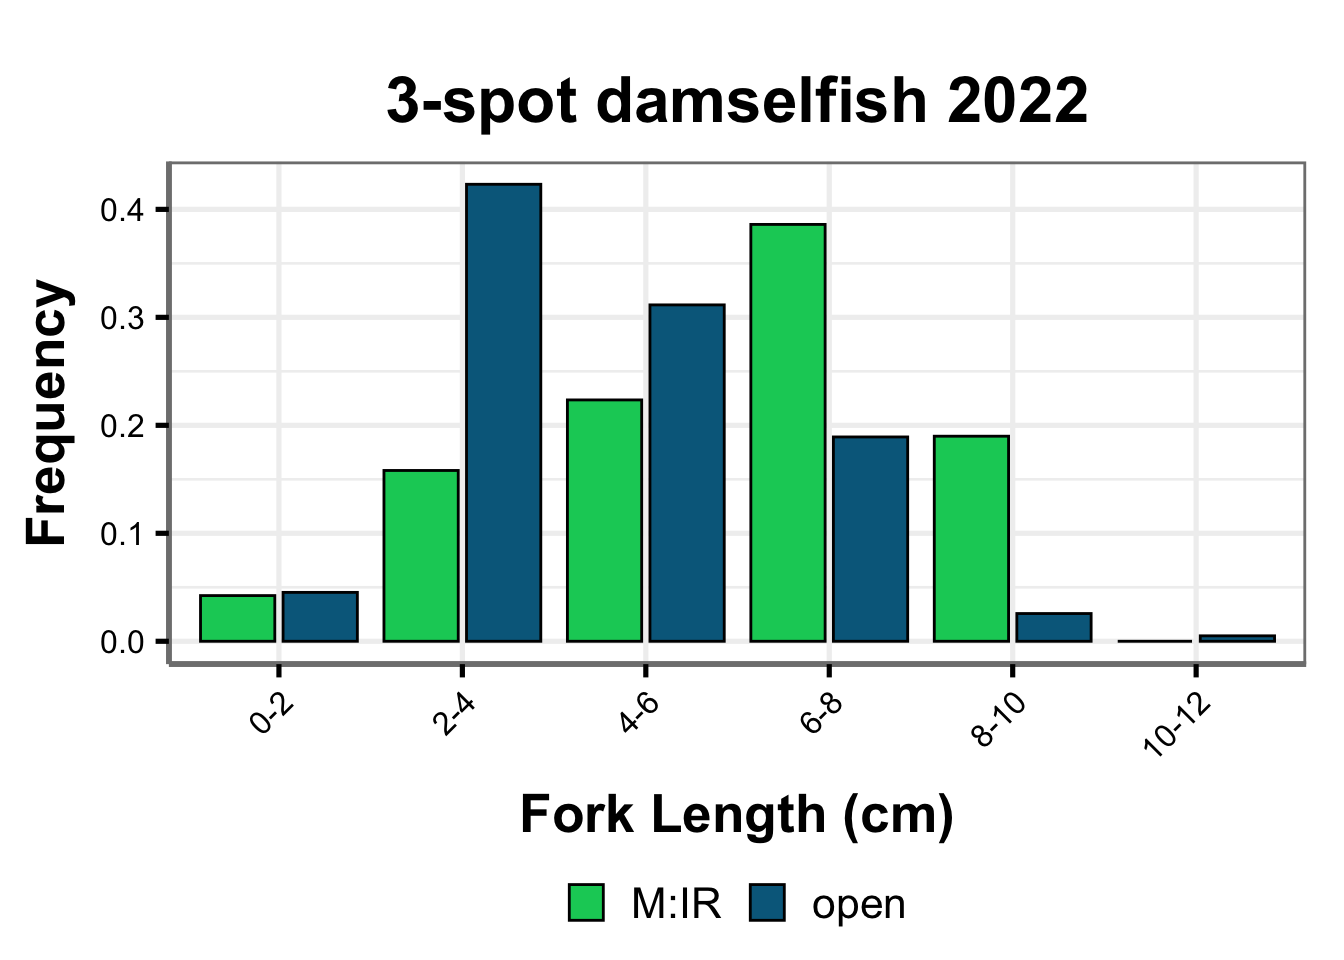 3-spot damselfish 2022
Frequency
0.4
0.3
0.2
0.1
0.0
0-2
2-4
4-6
6-8
8-10
10-12
Fork Length (cm)
M:IR
open